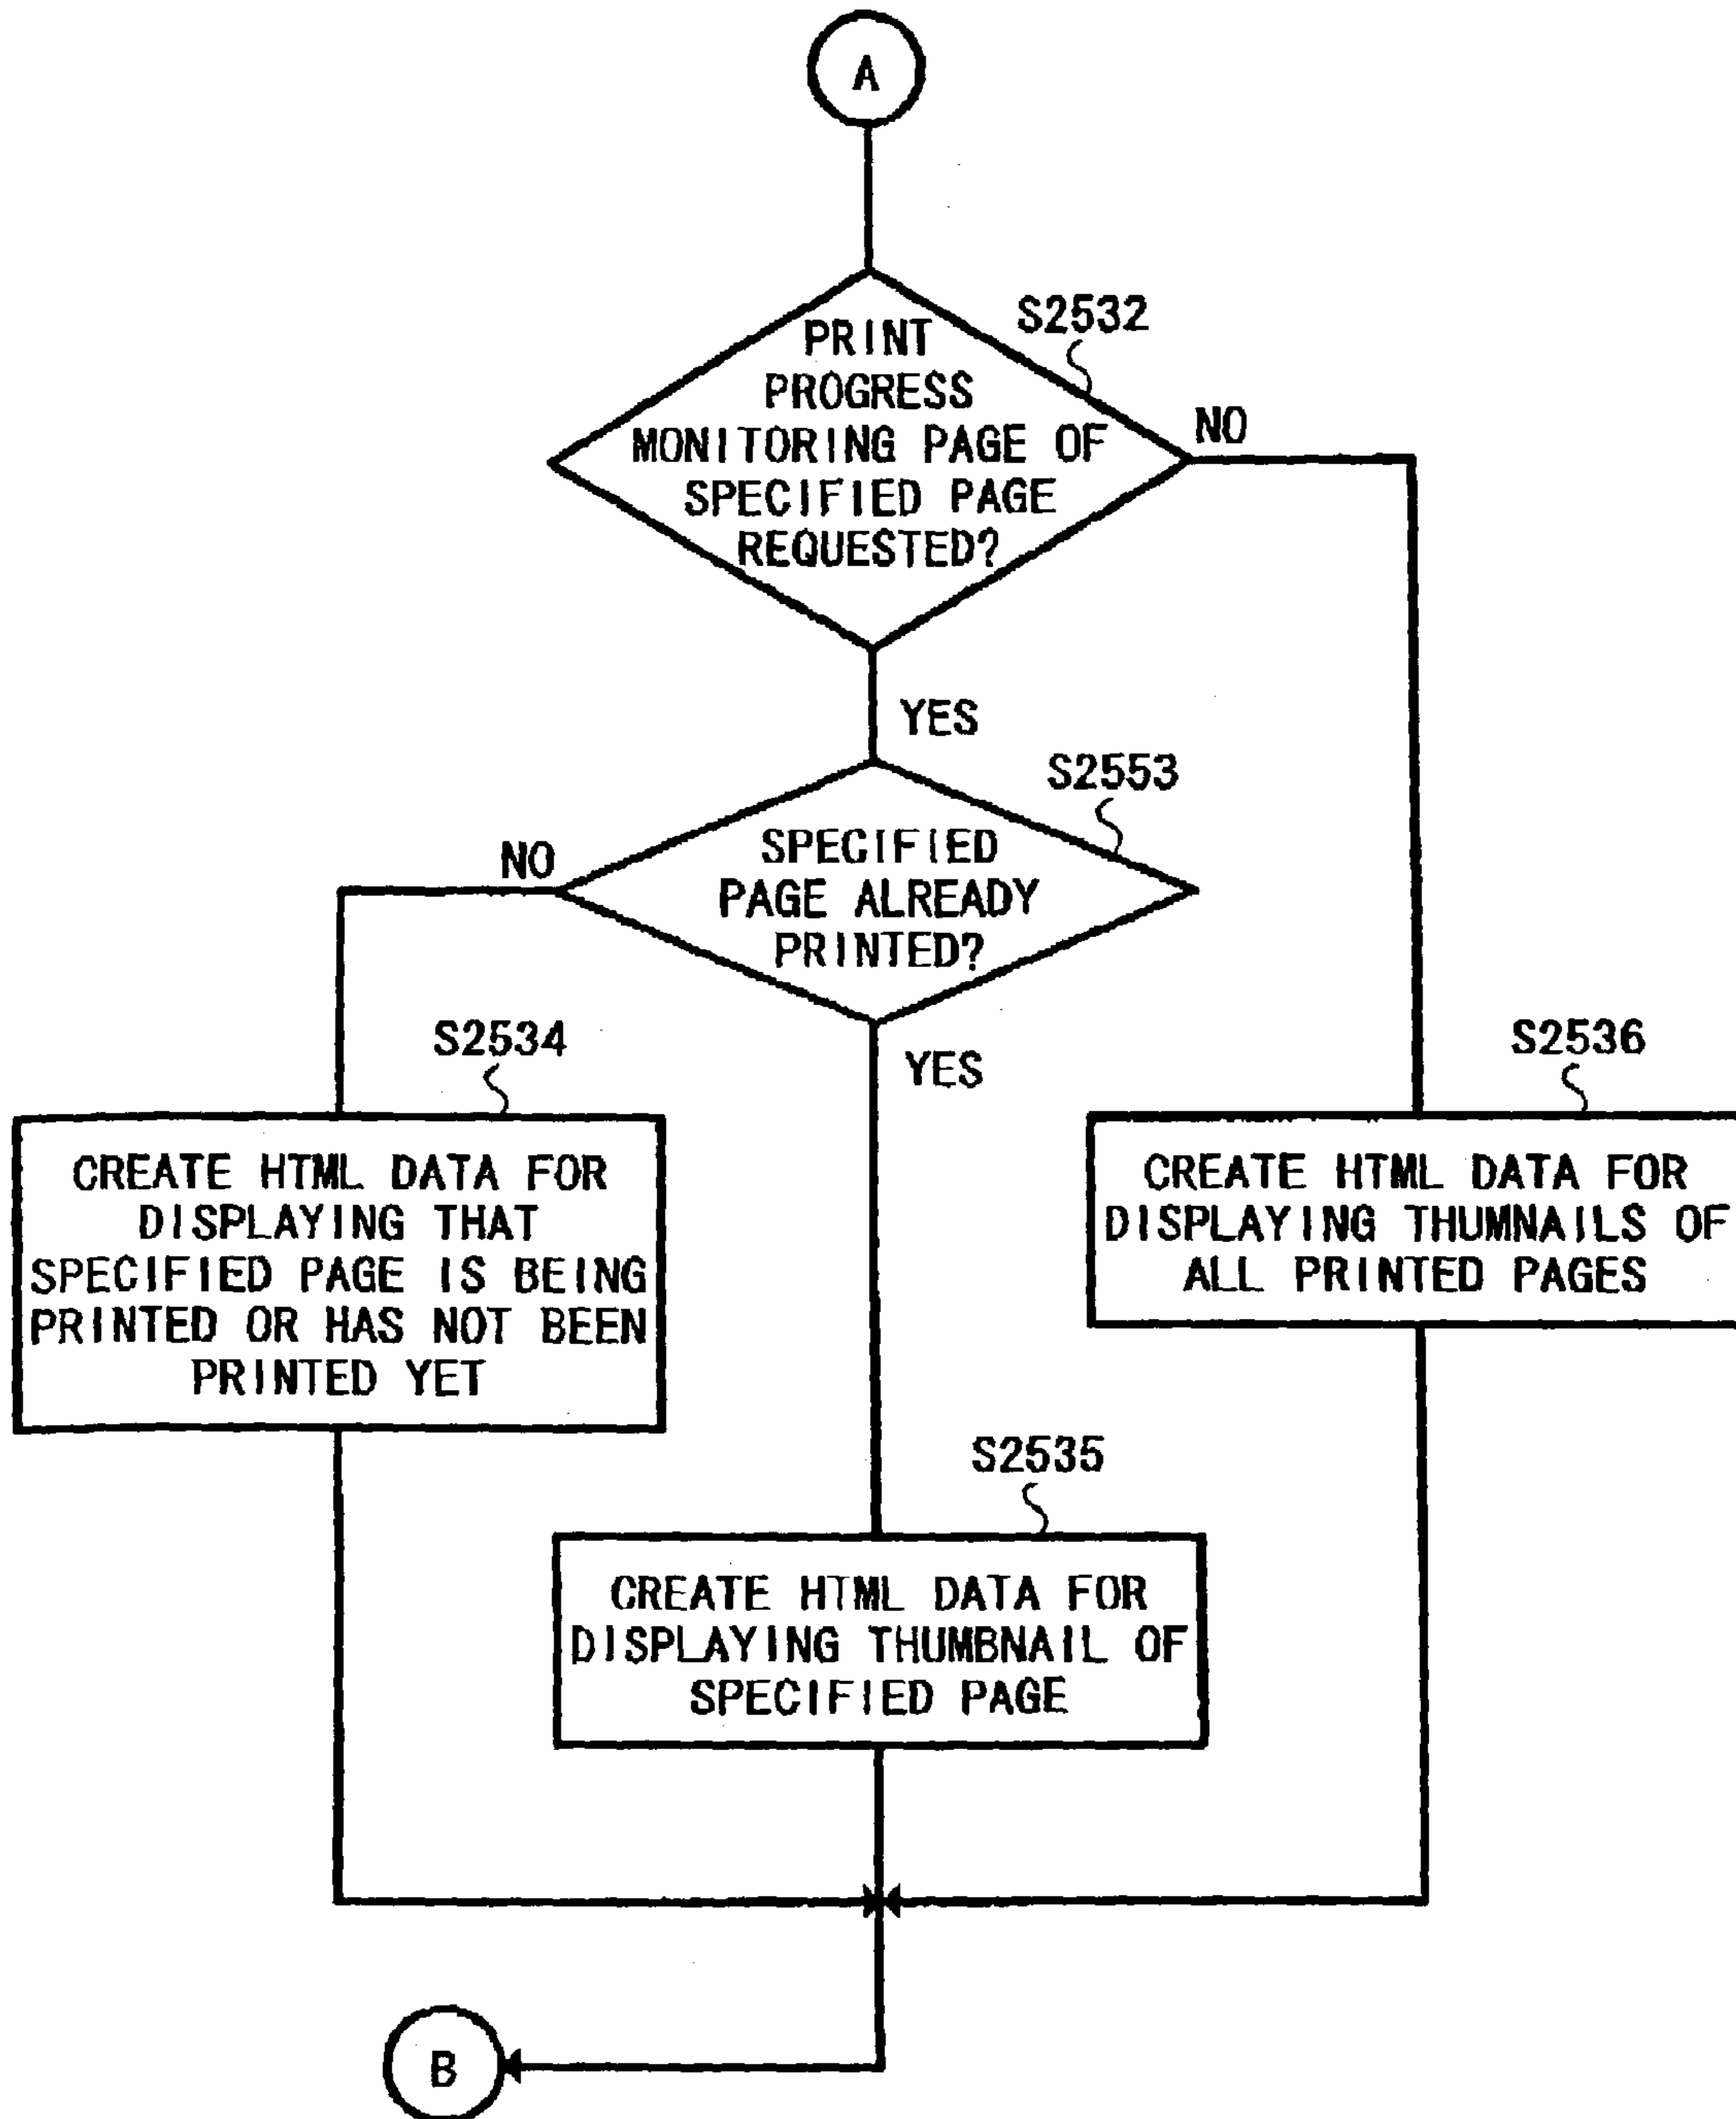 A
S2532
PRINT
PROGRESS
MONITORING PAGE OF
SPECIFIED PAGE
REQUESTED?
NO
YES
S2553
SPECIFIED
PAGE ALREADY
PRINTED?
NO
YES
S2534
CREATE HTML DATA FOR
DISPLAYING THAT
SPECIFIED PAGE IS BEING
PRINTED OR HAS NOT BEEN
PRINTED YET
S2536
CREATE HTML DATA FOR
DISPLAYING THUMNAILS OF
ALL PRINTED PAGES
S2535
CREATE HTML DATA FOR
DISPLAYING THUMBNAIL OF
SPECIFIED PAGE
B